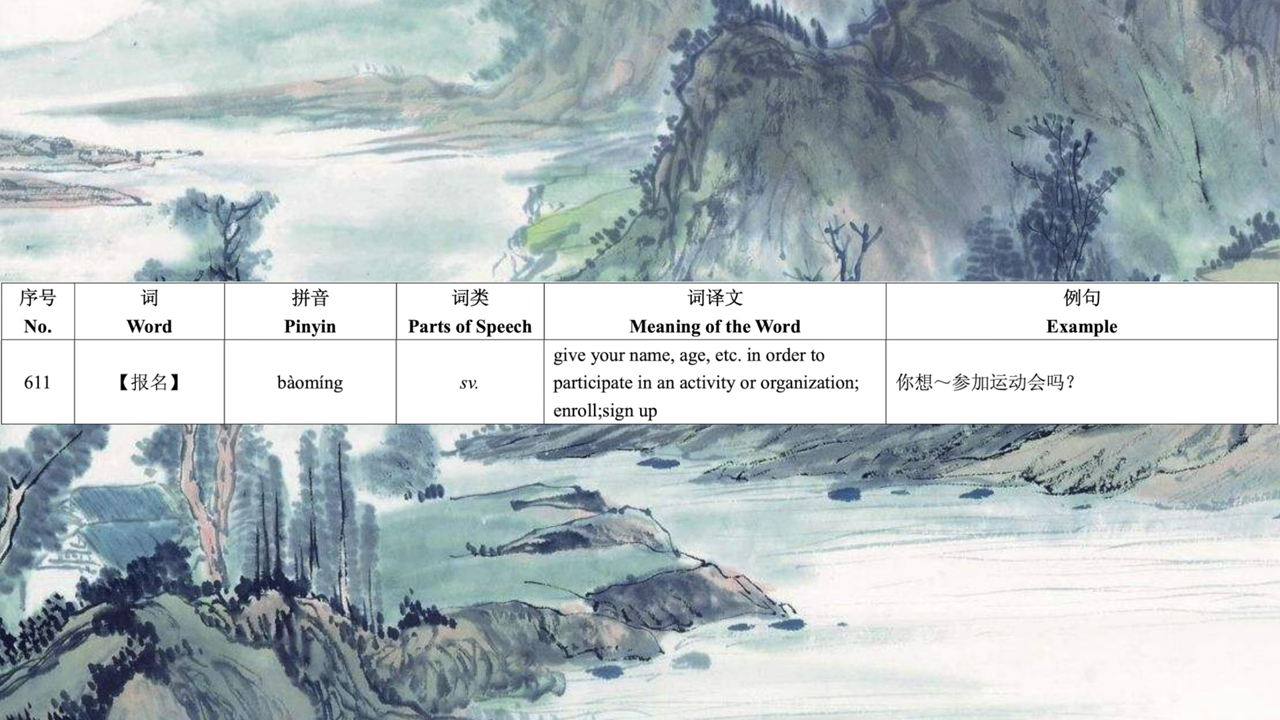 序号 词 拼音 词类 词译文 例句
No. Word Pinyin Parts of Speech Meaning of the Word Example
611 【报名】 bàomíng sv. give your name, age, etc. in order to participate in an activity or organization; enroll;sign up 你想～参加运动会吗？